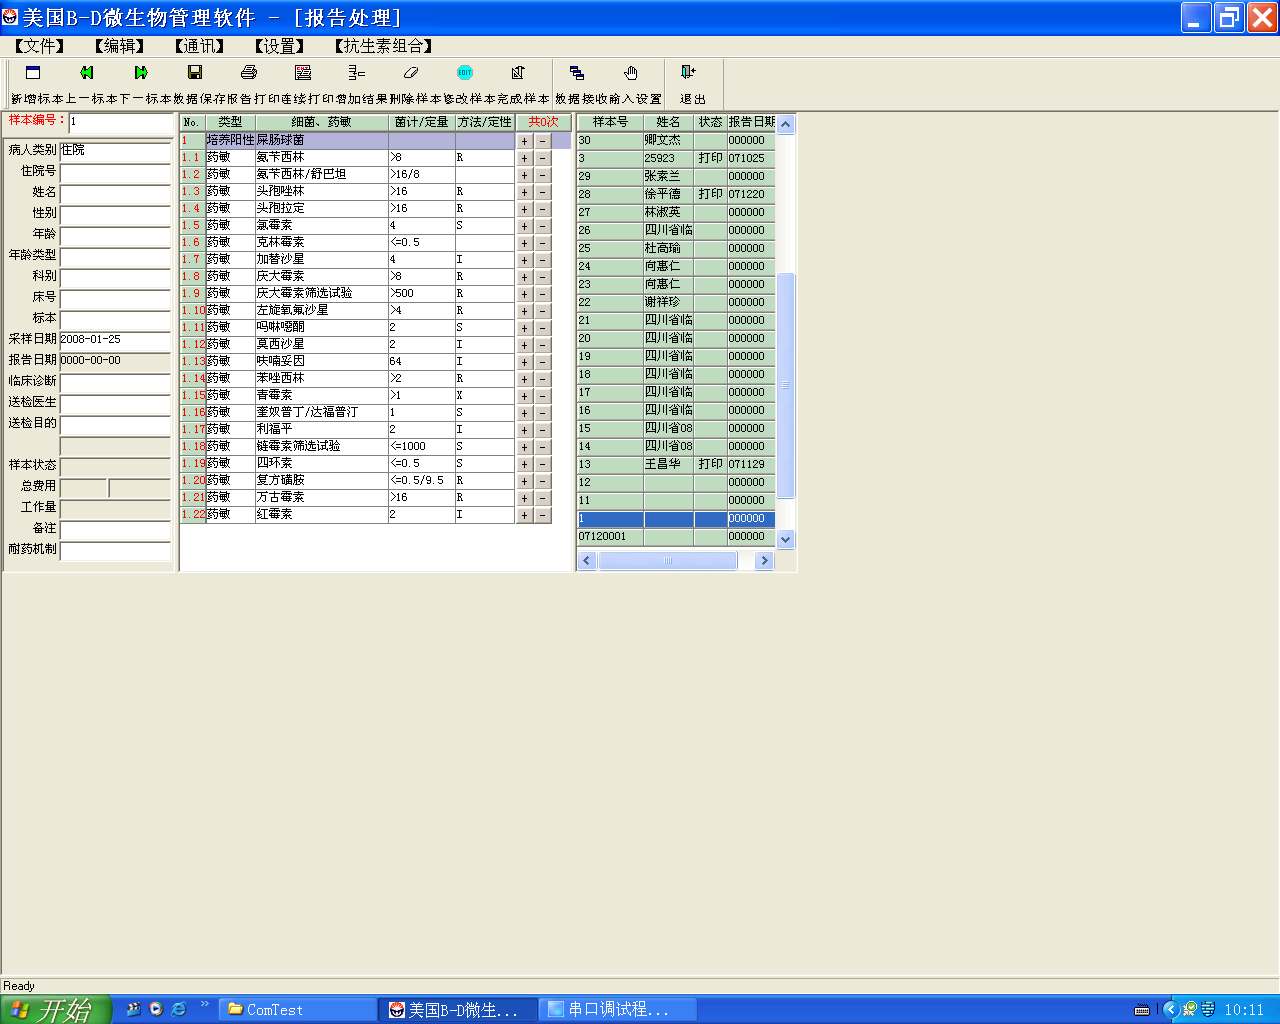 美国B-D微生物管理软件 - [报告处理]
【文件】 【编辑】 【通讯】 【设置】 【抗生素组合】
新增标本 上一标本 下一标本 数据保存 报告打印 连续打印 增加结果 删除样本 修改样本 完成样本 数据接收 输入设置 退出
样本编号： 1
病人类别 住院
住院号
姓名
性别
年龄
年龄类型
科别
床号
标本
采样日期 2008-01-25
报告日期 0000-00-00
临床诊断
送检医生
送检目的
样本状态
总费用
工作量
备注
耐药机制
No. 类型 细菌、药敏 菌计/定量 方法/定性 共0次
1 培养阳性 屎肠球菌 + -
1.1 药敏 氨苄西林 >8 R + -
1.2 药敏 氨苄西林/舒巴坦 >16/8 + -
1.3 药敏 头孢唑林 >16 R + -
1.4 药敏 头孢拉定 >16 R + -
1.5 药敏 氯霉素 4 S + -
1.6 药敏 克林霉素 <=0.5 + -
1.7 药敏 加替沙星 4 I + -
1.8 药敏 庆大霉素 >8 R + -
1.9 药敏 庆大霉素筛选试验 >500 R + -
1.10 药敏 左旋氧氟沙星 >4 R + -
1.11 药敏 吗啉噁酮 2 S + -
1.12 药敏 莫西沙星 2 I + -
1.13 药敏 呋喃妥因 64 I + -
1.14 药敏 苯唑西林 >2 R + -
1.15 药敏 青霉素 >1 X + -
1.16 药敏 奎奴普丁/达福普汀 1 S + -
1.17 药敏 利福平 2 I + -
1.18 药敏 链霉素筛选试验 <=1000 S + -
1.19 药敏 四环素 <=0.5 S + -
1.20 药敏 复方磺胺 <=0.5/9.5 R + -
1.21 药敏 万古霉素 >16 R + -
1.22 药敏 红霉素 2 I + -
样本号 姓名 状态 报告日期
30 卿文杰 000000
3 25923 打印 071025
29 张素兰 000000
28 徐平德 打印 071220
27 林淑英 000000
26 四川省临 000000
25 杜高瑜 000000
24 向惠仁 000000
23 向惠仁 000000
22 谢祥珍 000000
21 四川省临 000000
20 四川省临 000000
19 四川省临 000000
18 四川省临 000000
17 四川省临 000000
16 四川省临 000000
15 四川省08 000000
14 四川省08 000000
13 王昌华 打印 071129
12 000000
11 000000
1 000000
07120001 000000
Ready
开始 ComTest 美国B-D微生... 串口调试程... 10:11